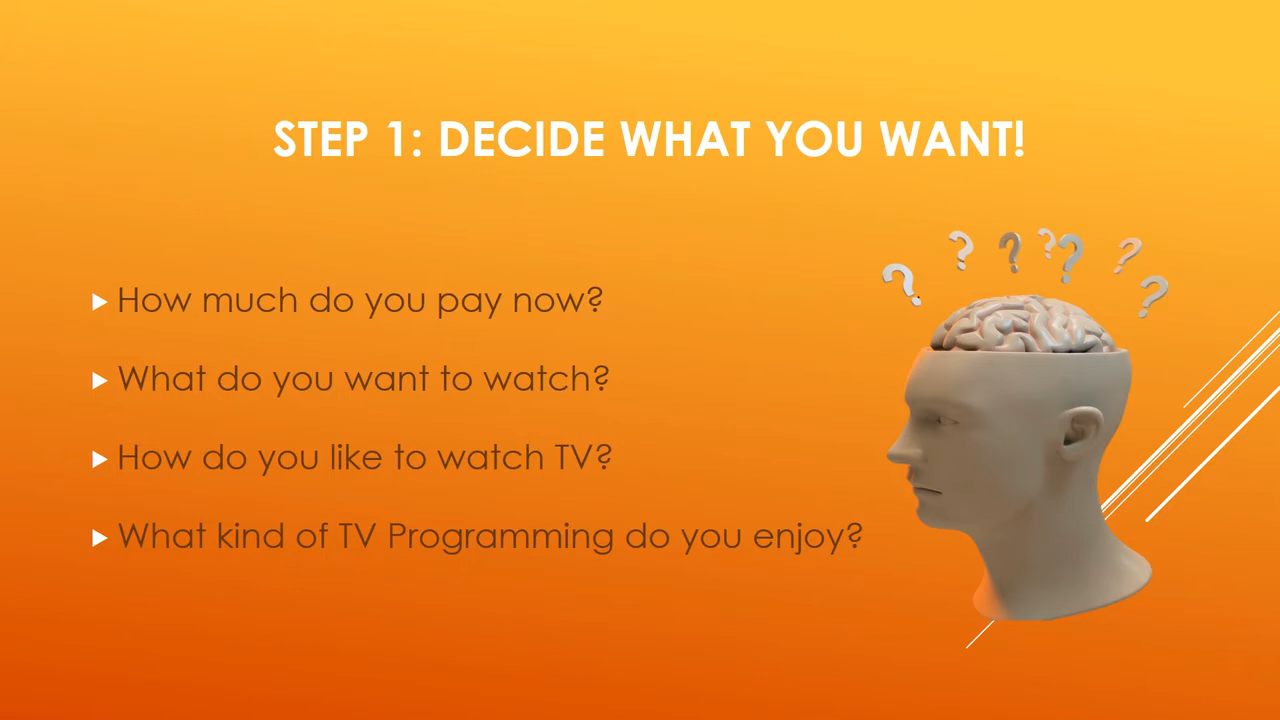 STEP 1: DECIDE WHAT YOU WANT!
How much do you pay now?
What do you want to watch?
How do you like to watch TV?
What kind of TV Programming do you enjoy?